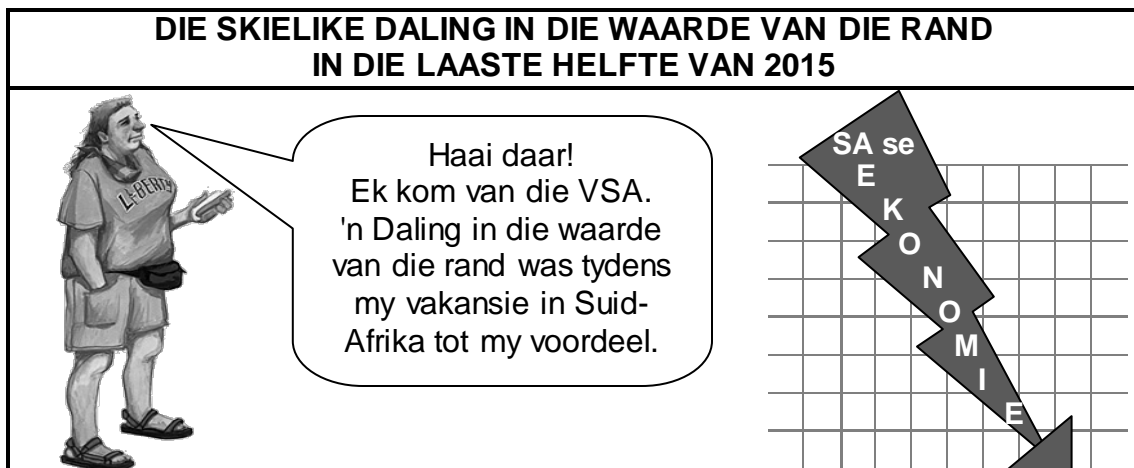 DIE SKIELIKE DALING IN DIE WAARDE VAN DIE RAND
IN DIE LAASTE HELFTE VAN 2015
Haai daar!
Ek kom van die VSA.
'n Daling in die waarde
van die rand was tydens
my vakansie in Suid-
Afrika tot my voordeel.
LIBERTY
SA se
EKONOMIE